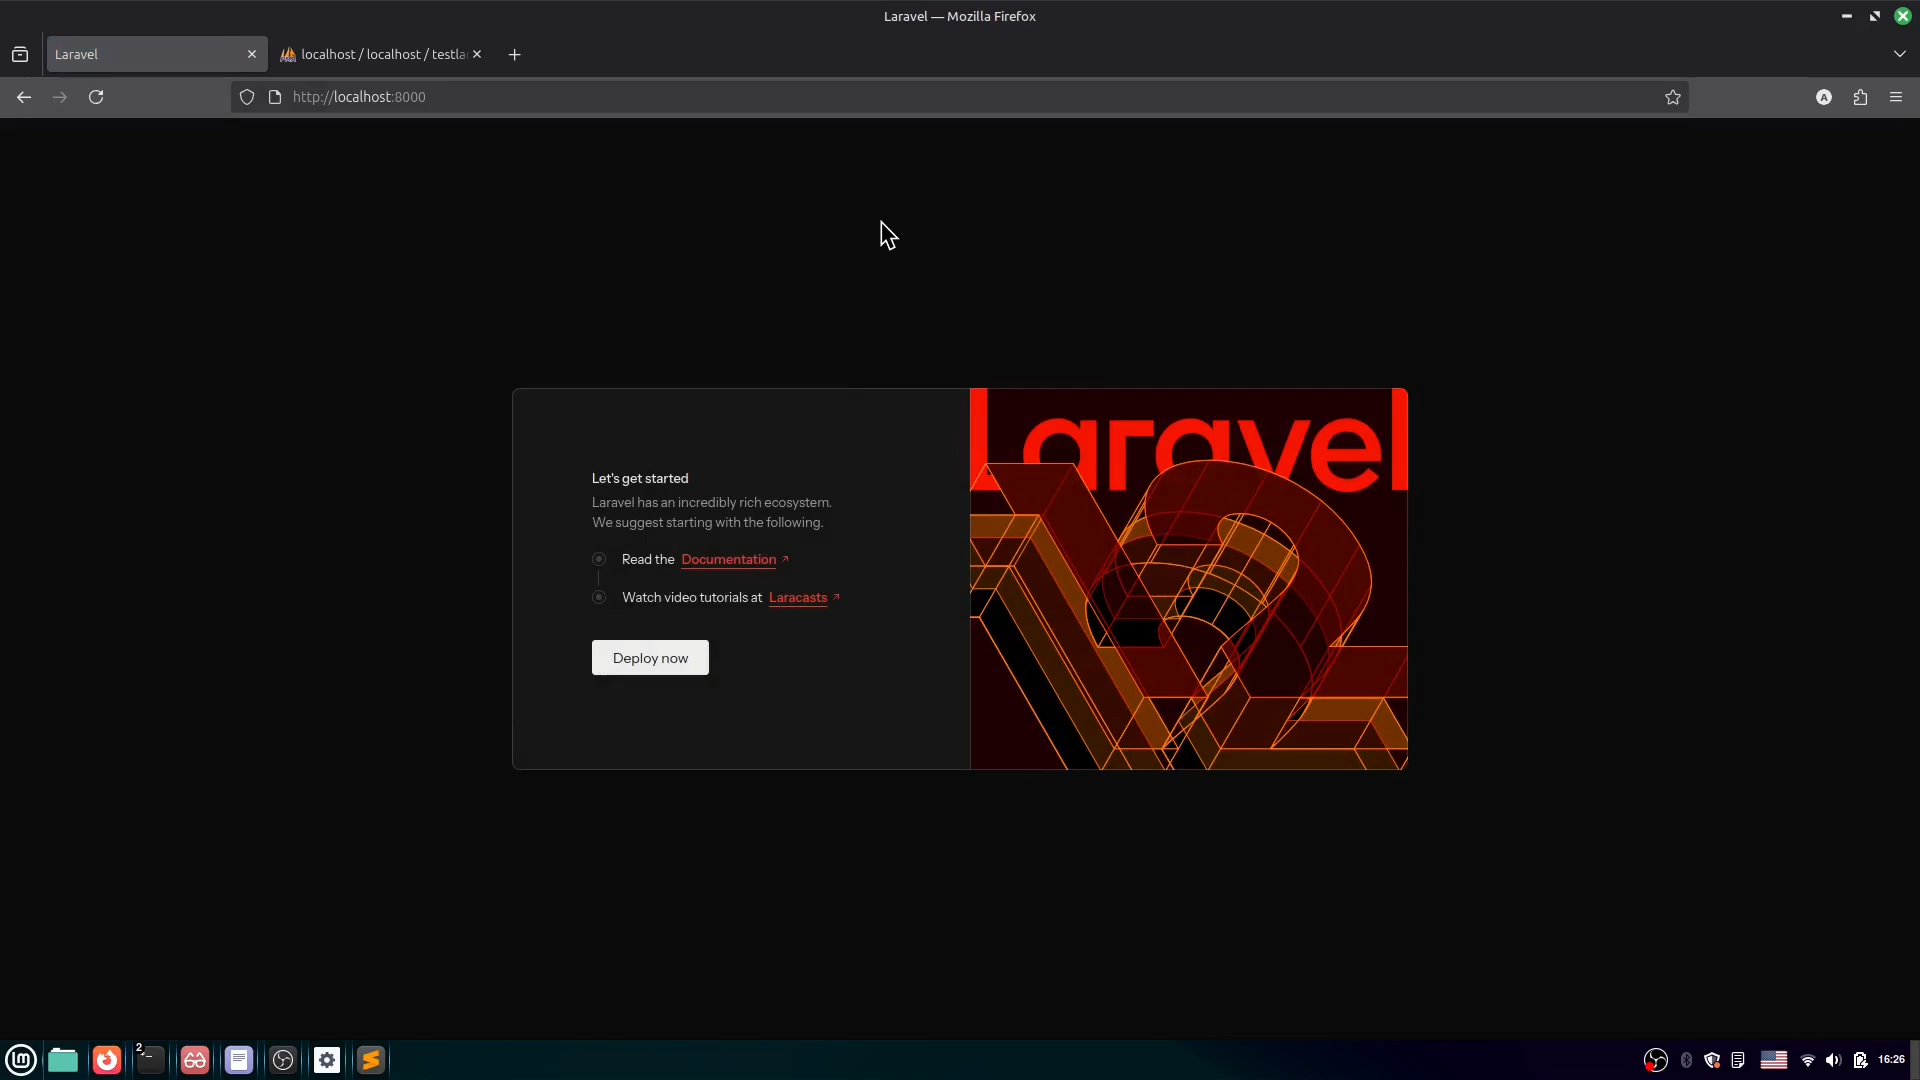 Laravel — Mozilla Firefox
Laravel
localhost / localhost / testla
http://localhost:8000
A
Laravel
Let's get started
Laravel has an incredibly rich ecosystem.
We suggest starting with the following.
Read the Documentation
Watch video tutorials at Laracasts
Deploy now
2
16:26